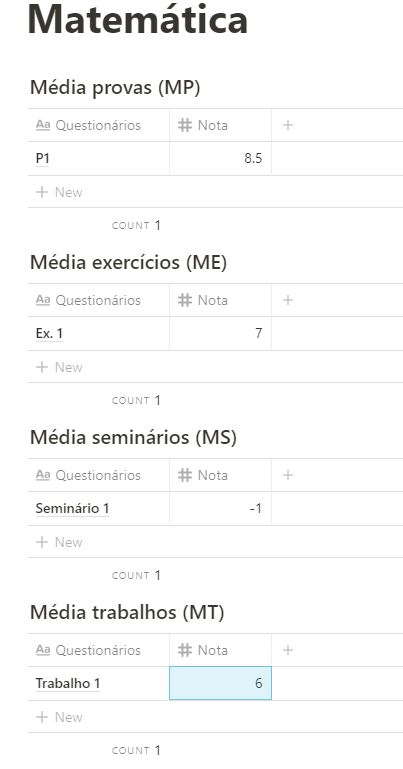 Matemática
Média provas (MP)
Aa Questionários # Nota +
P1 8.5
+ New
COUNT 1
Média exercícios (ME)
Aa Questionários # Nota +
Ex. 1 7
+ New
COUNT 1
Média seminários (MS)
Aa Questionários # Nota +
Seminário 1 -1
+ New
COUNT 1
Média trabalhos (MT)
Aa Questionários # Nota +
Trabalho 1 6
+ New
COUNT 1